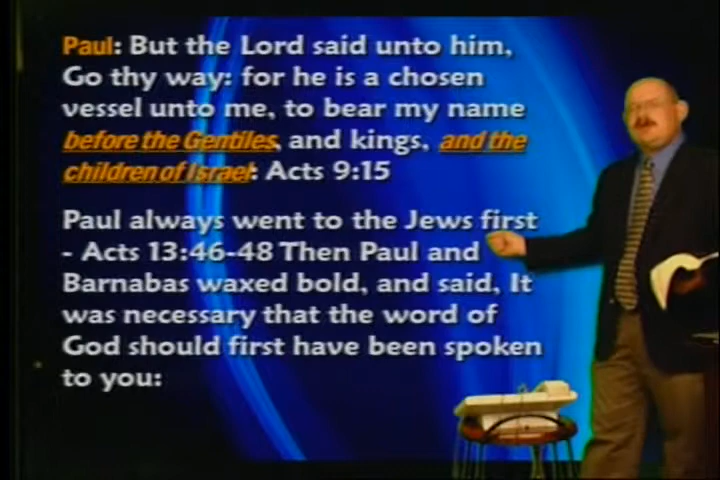 Paul: But the Lord said unto him,
Go thy way: for he is a chosen
vessel unto me, to bear my name
before the Gentiles, and kings, and the
children of Israel: Acts 9:15
Paul always went to the Jews first
- Acts 13:46-48 Then Paul and
Barnabas waxed bold, and said, It
was necessary that the word of
God should first have been spoken
to you: